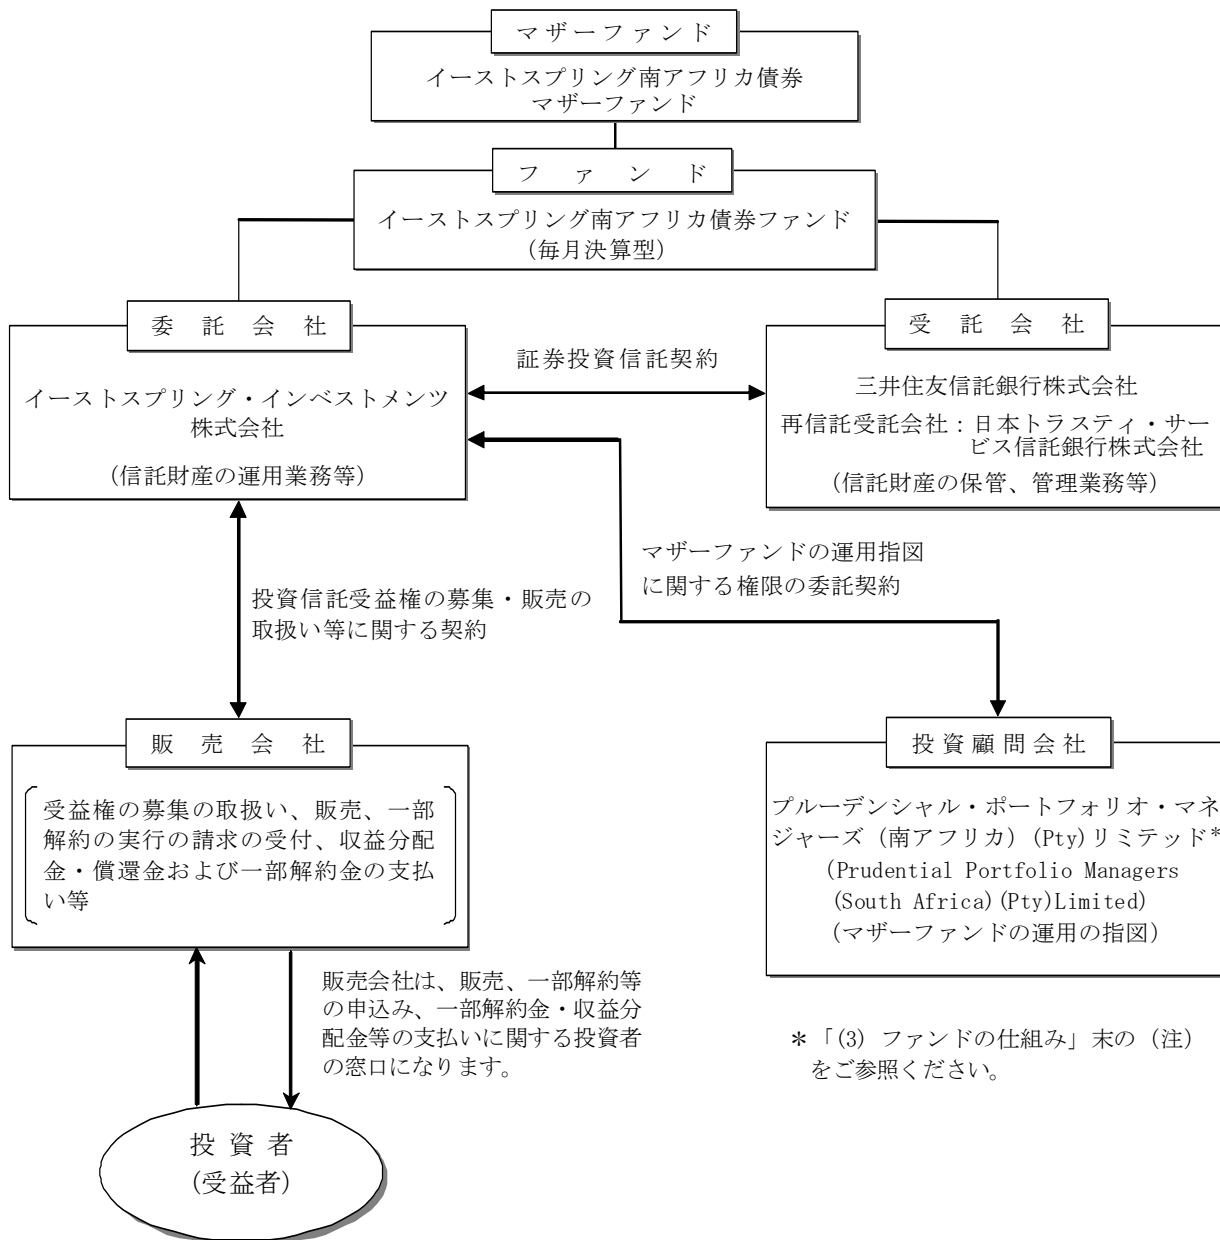 マザーファンド
イーストスプリング南アフリカ債券
マザーファンド
ファンド
イーストスプリング南アフリカ債券ファンド
(毎月決算型)
委託会社
イーストスプリング・インベストメンツ
株式会社
(信託財産の運用業務等)
証券投資信託契約
受託会社
三井住友信託銀行株式会社
再信託受託会社：日本トラスティ・サー
ビス信託銀行株式会社
(信託財産の保管、管理業務等)
マザーファンドの運用指図
に関する権限の委託契約
投資信託受益権の募集・販売の
取扱い等に関する契約
販売会社
受益権の募集の取扱い、販売、一部
解約の実行の請求の受付、収益分配
金・償還金および一部解約金の支払
い等
投資顧問会社
プルーデンシャル・ポートフォリオ・マネ
ジャーズ(南アフリカ)(Pty)リミテッド*
(Prudential Portfolio Managers
(South Africa)(Pty)Limited)
(マザーファンドの運用の指図)
販売会社は、販売、一部解約等
の申込み、一部解約金・収益分
配金等の支払いに関する投資者
の窓口になります。
＊「(3) ファンドの仕組み」末の（注）
をご参照ください。
投資者
(受益者)